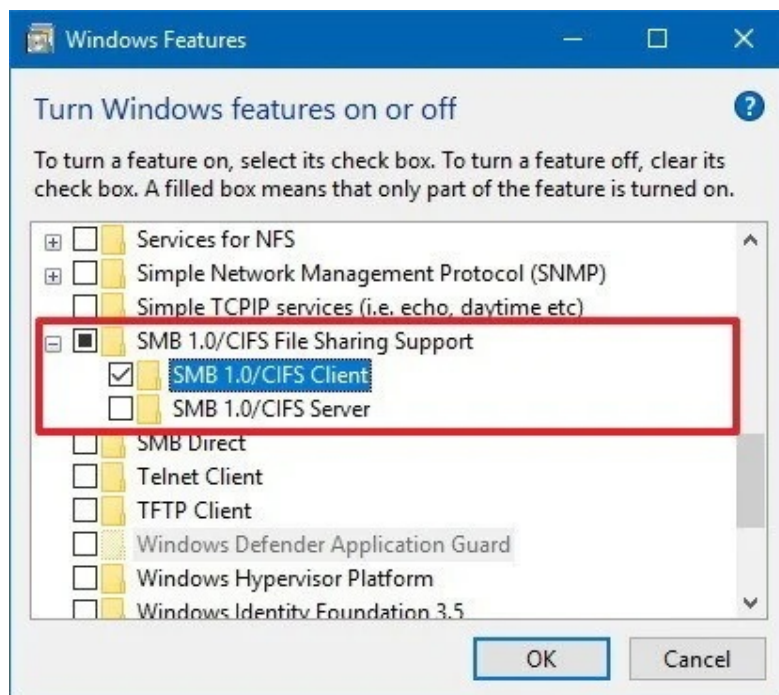 Windows Features
Turn Windows features on or off
?
To turn a feature on, select its check box. To turn a feature off, clear its
check box. A filled box means that only part of the feature is turned on.
Services for NFS
Simple Network Management Protocol (SNMP)
Simple TCPIP services (i.e. echo, daytime etc)
SMB 1.0/CIFS File Sharing Support
SMB 1.0/CIFS Client
SMB 1.0/CIFS Server
SMB Direct
Telnet Client
TFTP Client
Windows Defender Application Guard
Windows Hypervisor Platform
Windows Identity Foundation 3.5
OK Cancel